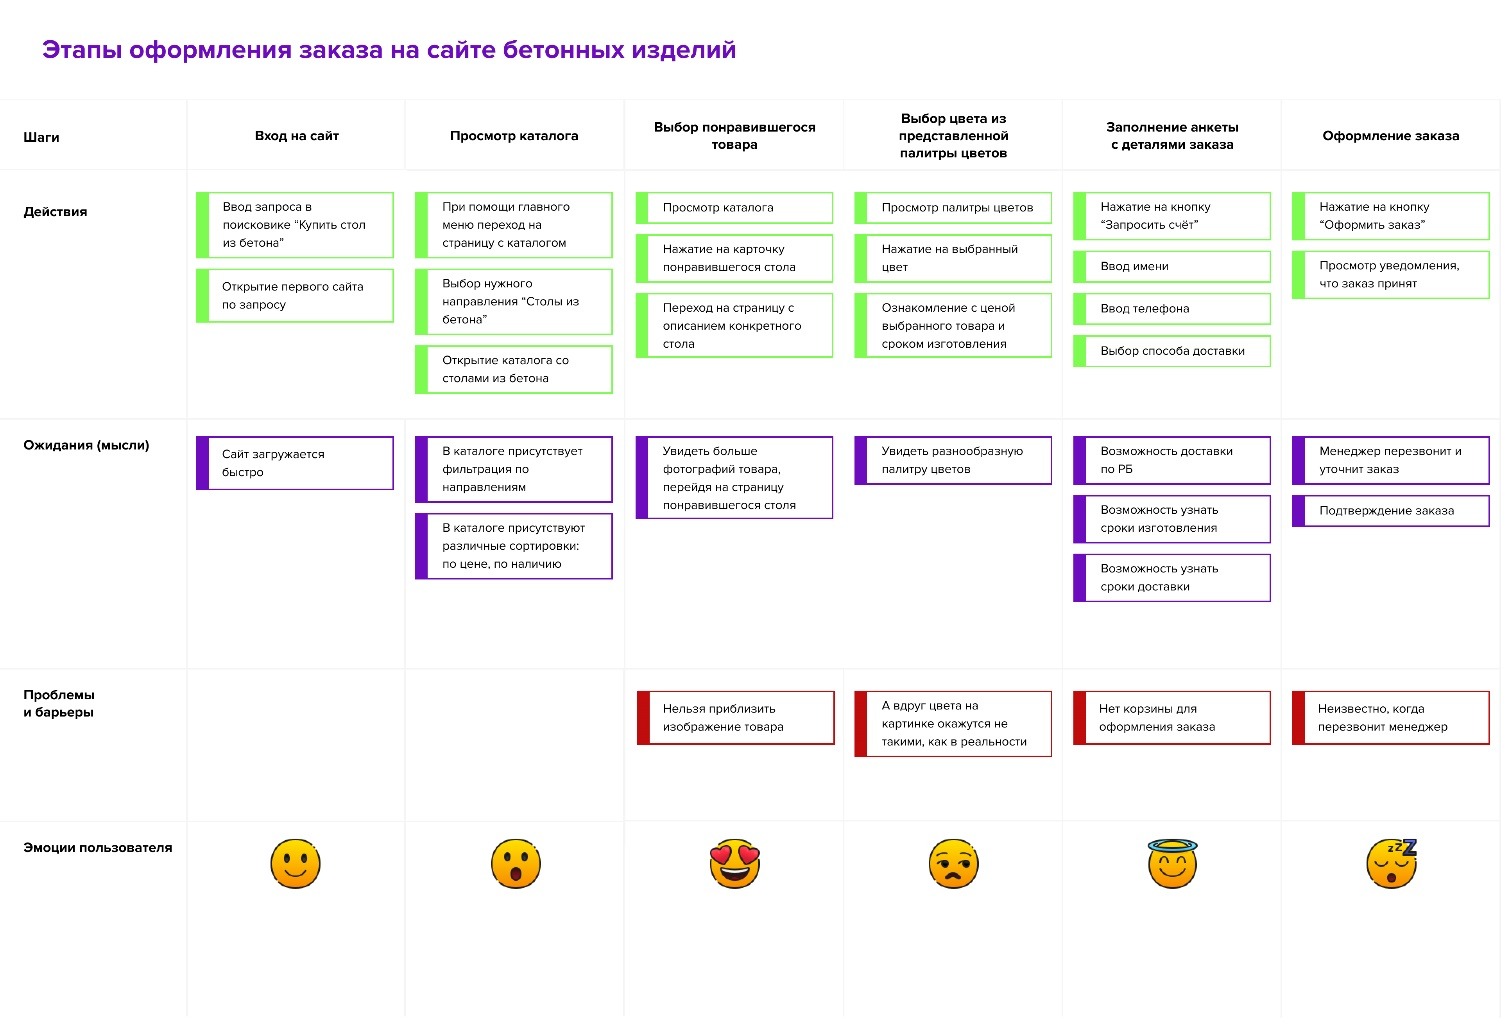 Этапы оформления заказа на сайте бетонных изделий
Шаги
Вход на сайт
Просмотр каталога
Выбор понравившегося
товара
Выбор цвета из
представленной
палитры цветов
Заполнение анкеты
с деталями заказа
Оформление заказа
Действия
Ввод запроса в
поисковике “Купить стол
из бетона”
Открытие первого сайта
по запросу
При помощи главного
меню переход на
страницу с каталогом
Выбор нужного
направления “Столы из
бетона”
Открытие каталога со
столами из бетона
Просмотр каталога
Нажатие на карточку
понравившегося стола
Переход на страницу с
описанием конкретного
стола
Просмотр палитры цветов
Нажатие на выбранный
цвет
Ознакомление с ценой
выбранного товара и
сроком изготовления
Нажатие на кнопку
“Запросить счёт”
Ввод имени
Ввод телефона
Выбор способа доставки
Нажатие на кнопку
“Оформить заказ”
Просмотр уведомления,
что заказ принят
Ожидания (мысли)
Сайт загружается
быстро
В каталоге присутствует
фильтрация по
направлениям
В каталоге присутствуют
различные сортировки:
по цене, по наличию
Увидеть больше
фотографий товара,
перейдя на страницу
понравившегося столя
Увидеть разнообразную
палитру цветов
Возможность доставки
по РБ
Возможность узнать
сроки изготовления
Возможность узнать
сроки доставки
Менеджер перезвонит и
уточнит заказ
Подтверждение заказа
Проблемы
и барьеры
Нельзя приблизить
изображение товара
А вдруг цвета на
картинке окажутся не
такими, как в реальности
Нет корзины для
оформления заказа
Неизвестно, когда
перезвонит менеджер
Эмоции пользователя
zzZ